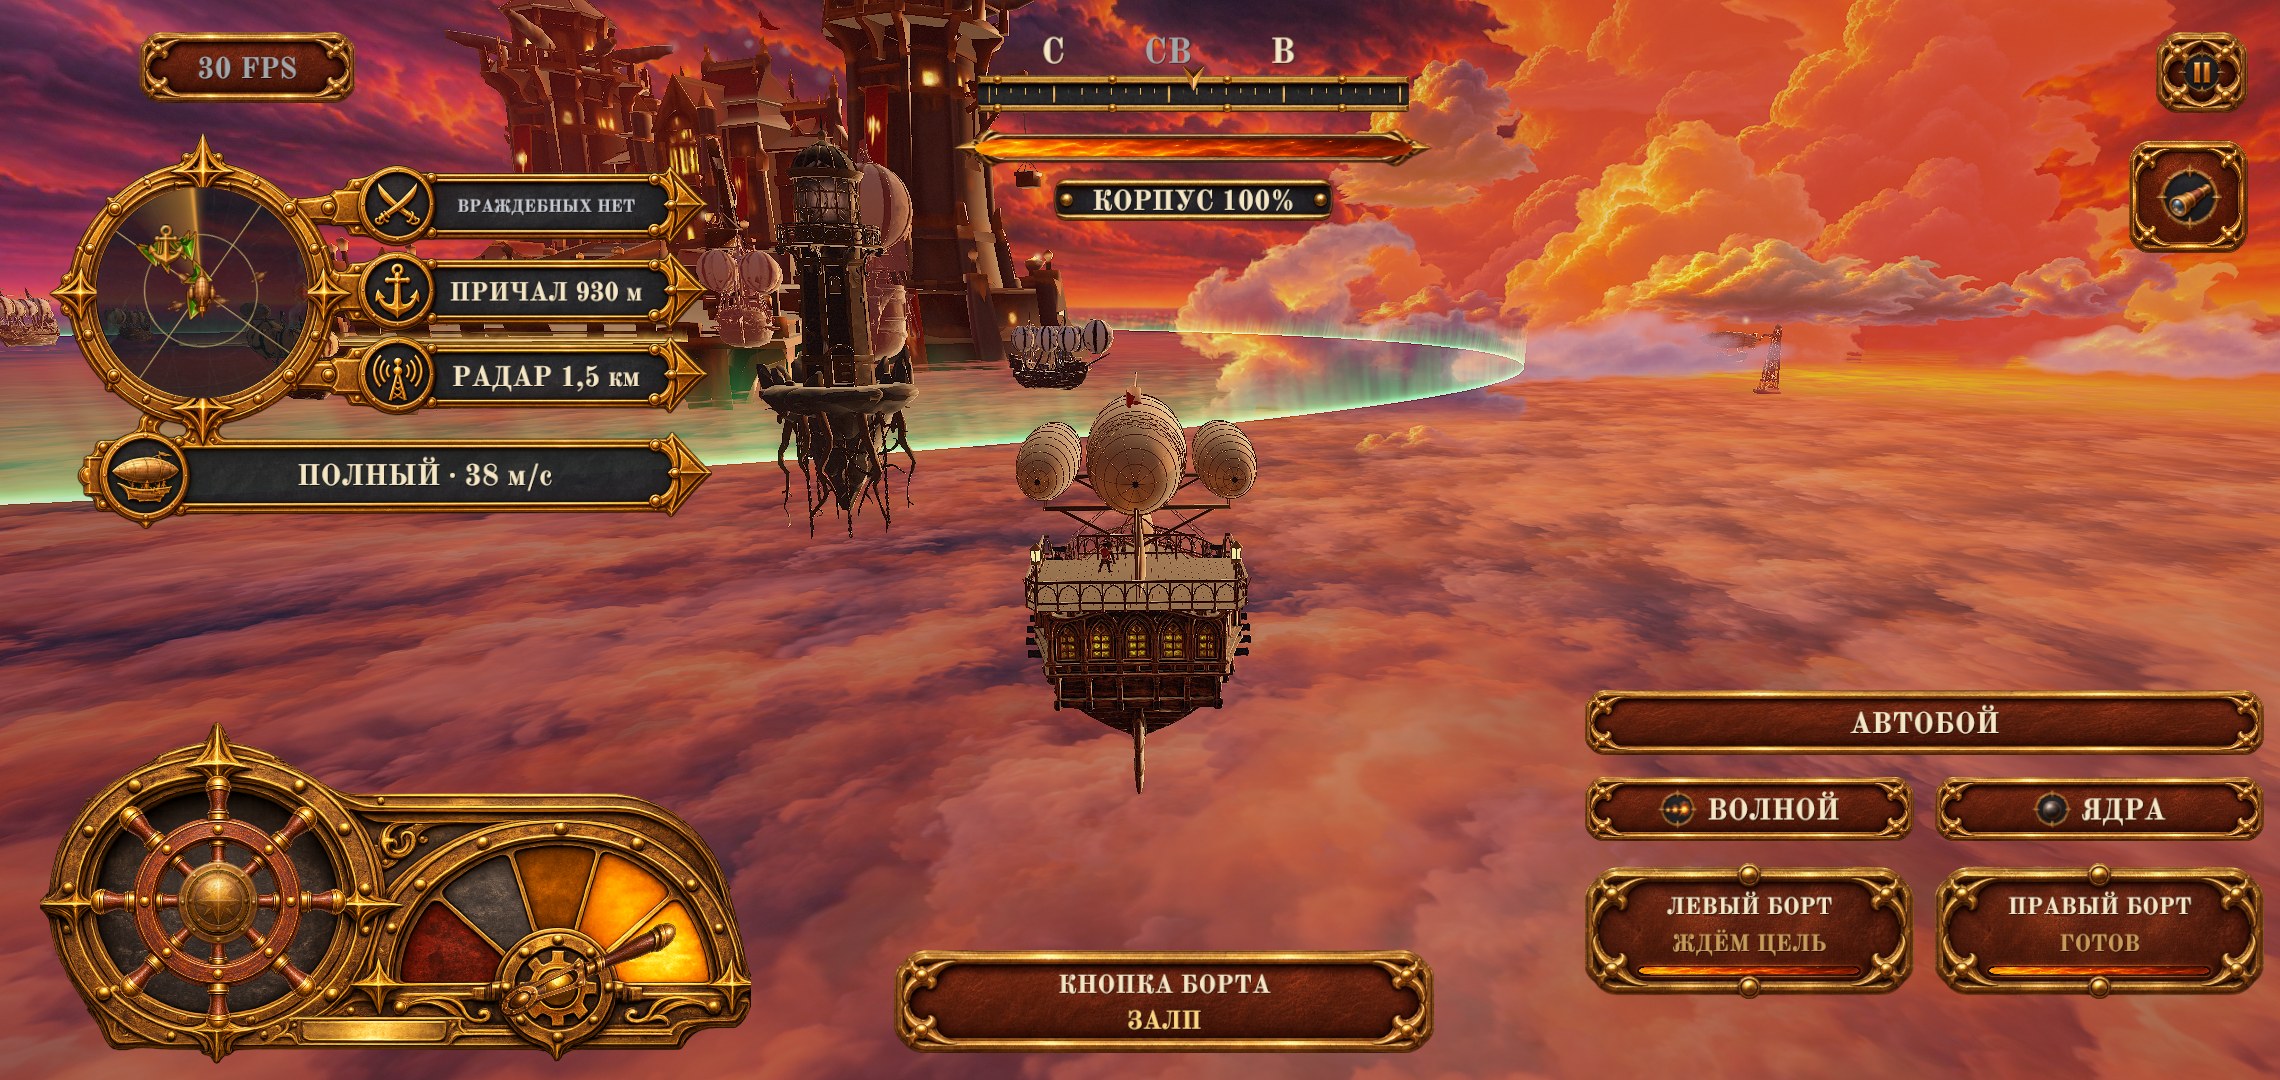 30 FPS
С СВ В
КОРПУС 100%
ВРАЖДЕБНЫХ НЕТ
ПРИЧАЛ 930 м
РАДАР 1,5 км
ПОЛНЫЙ · 38 м/с
АВТОБОЙ
ВОЛНОЙ
ЯДРА
ЛЕВЫЙ БОРТ
ЖДЁМ ЦЕЛЬ
ПРАВЫЙ БОРТ
ГОТОВ
КНОПКА БОРТА
ЗАЛП